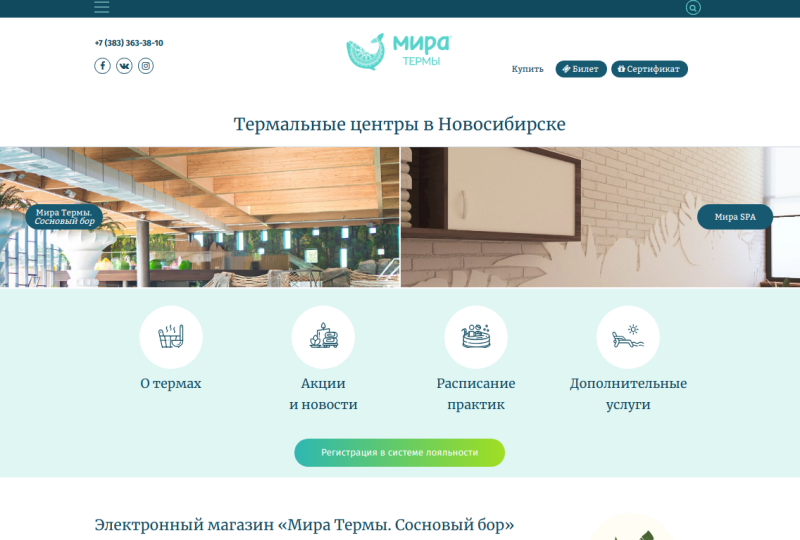 +7 (383) 363-38-10
мира
ТЕРМЫ
Купить
Билет
Сертификат
Термальные центры в Новосибирске
Мира Термы.
Сосновый бор
Мира SPA
О термах
Акции
и новости
Расписание
практик
Дополнительные
услуги
Регистрация в системе лояльности
Электронный магазин «Мира Термы. Сосновый бор»